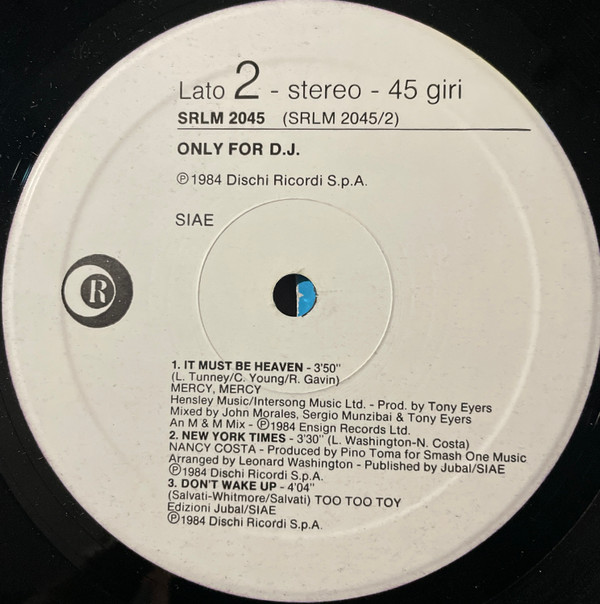 Lato 2 - stereo - 45 giri
SRLM 2045 (SRLM 2045/2)
ONLY FOR D.J.
Ⓟ1984 Dischi Ricordi S.p.A.
SIAE
R
1. IT MUST BE HEAVEN - 3'50"
(L. Tunney/C. Young/R. Gavin)
MERCY, MERCY
Hensley Music/Intersong Music Ltd. - Prod. by Tony Eyers
Mixed by John Morales, Sergio Munzibai & Tony Eyers
An M & M Mix - Ⓟ1984 Ensign Records Ltd.
2. NEW YORK TIMES - 3'30" (L. Washington-N. Costa)
NANCY COSTA - Produced by Pino Toma for Smash One Music
Arranged by Leonard Washington - Published by Jubal/SIAE
Ⓟ1984 Dischi Ricordi S.p.A.
3. DON'T WAKE UP - 4'04"
(Salvati-Whitmore/Salvati) TOO TOO TOY
Edizioni Jubal/SIAE
Ⓟ1984 Dischi Ricordi S.p.A.